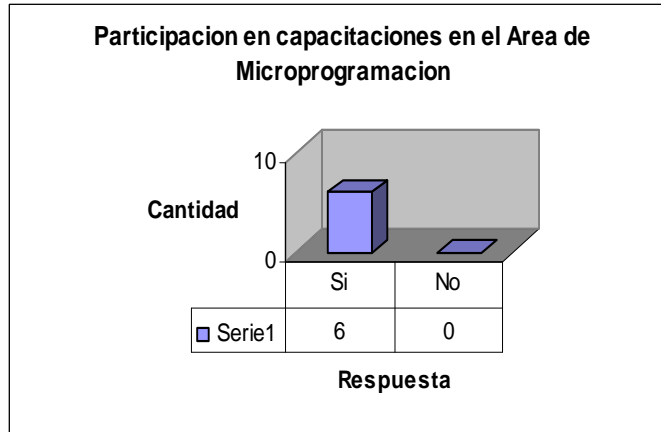 Participacion en capacitaciones en el Area de
Microprogramacion
10
Cantidad
0
Si No
Serie1 6 0
Respuesta